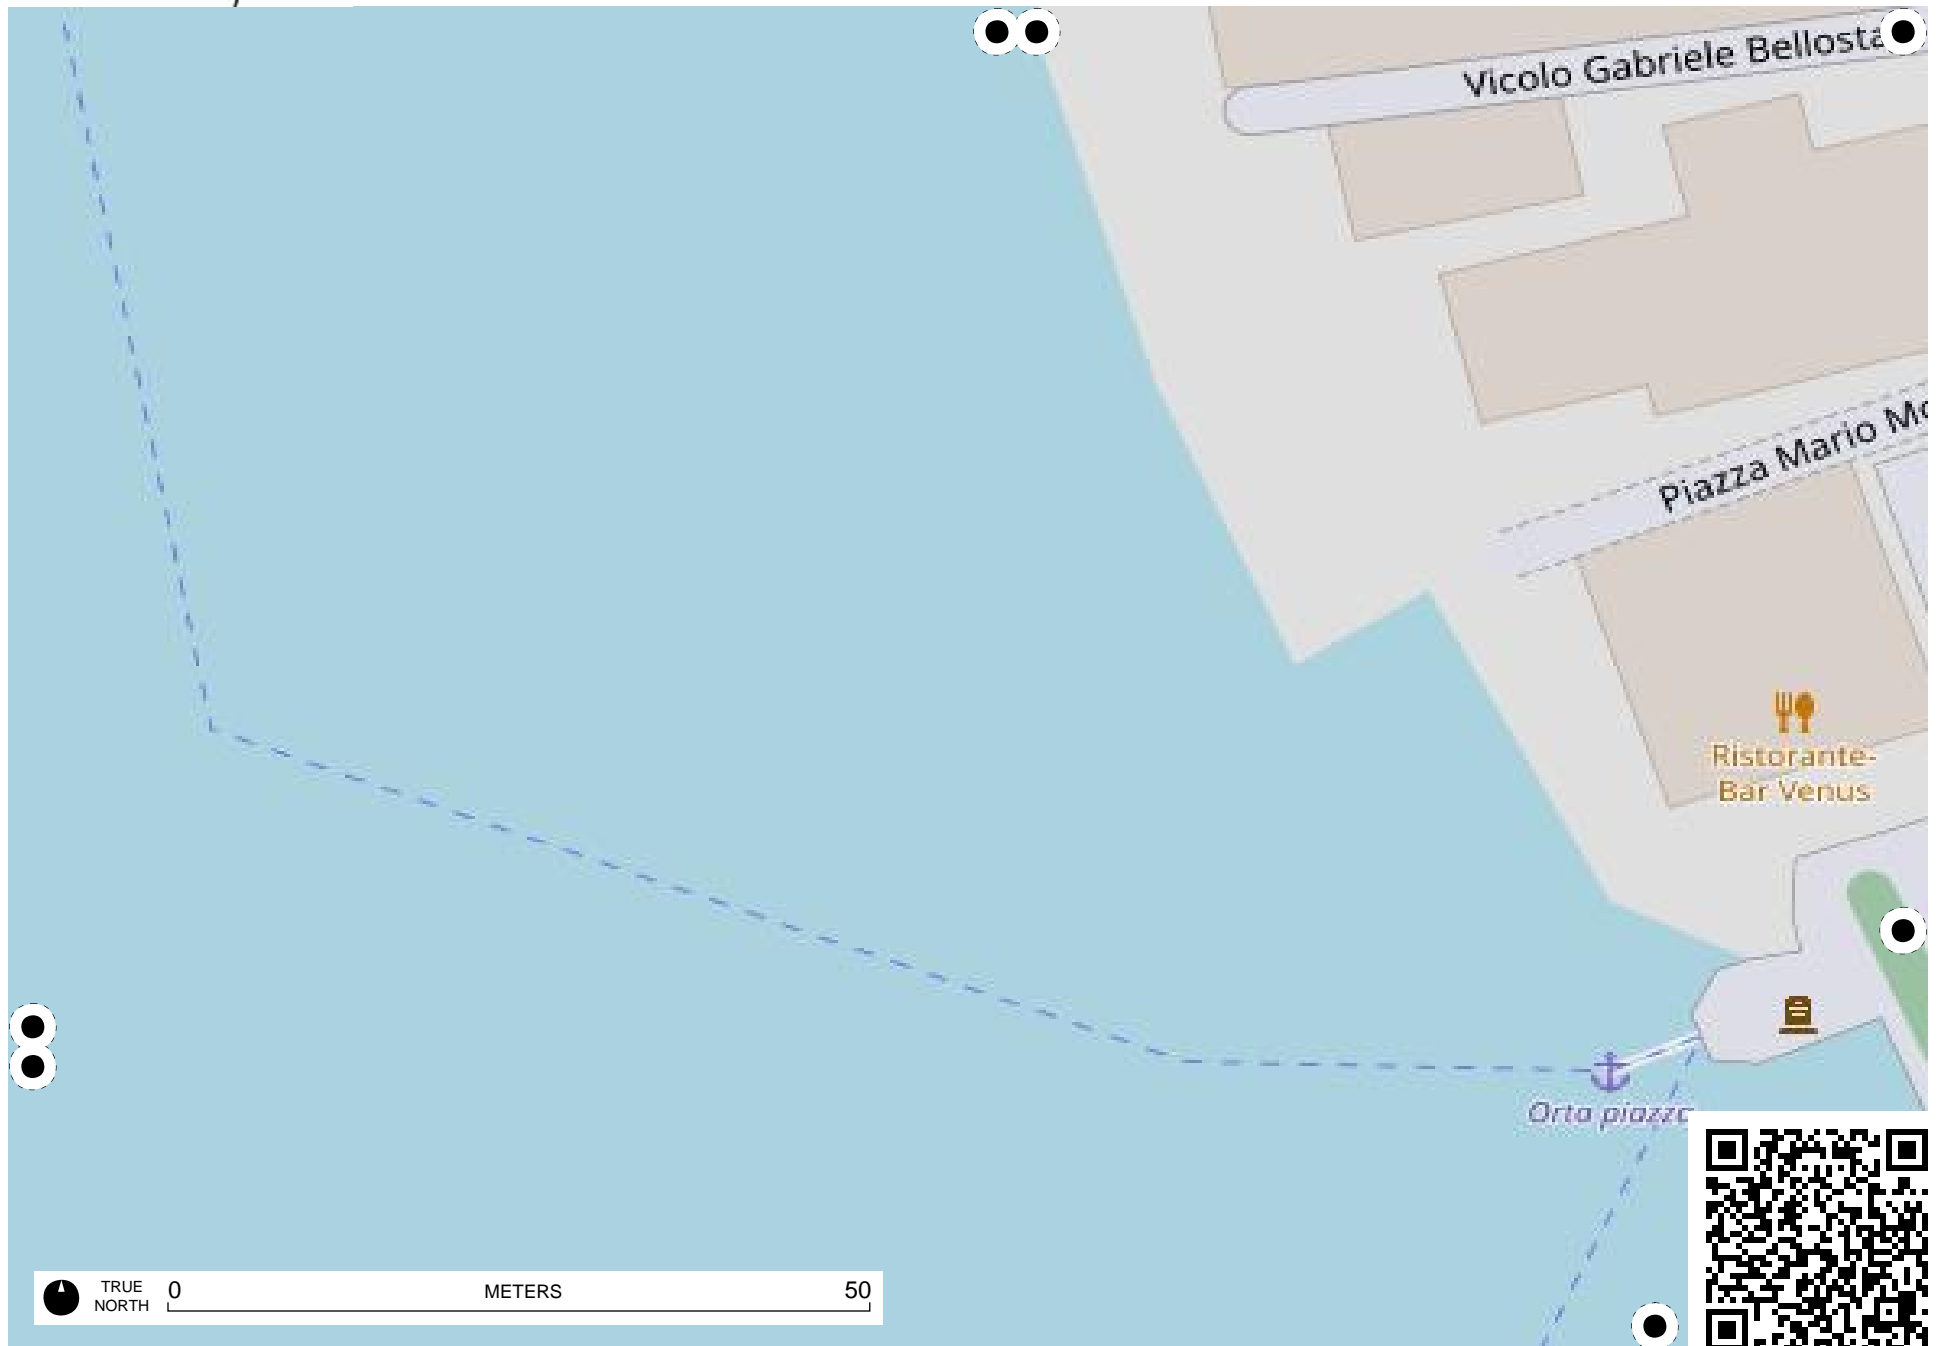 Vicolo Gabriele Bellosta
Piazza Mario Mo
Ristorante-
Bar Venus
Orta piazza
TRUE
NORTH
0
METERS
50